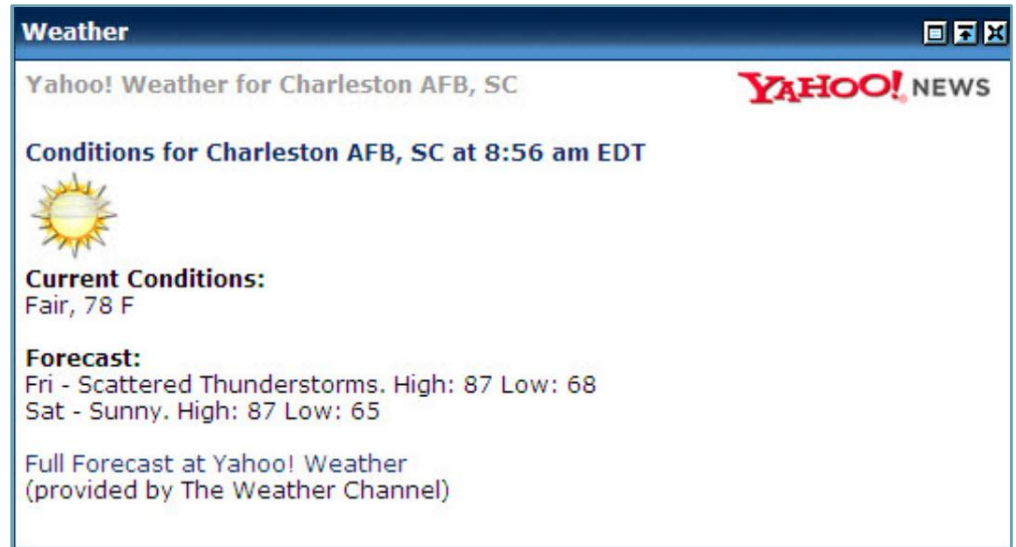 Weather
Yahoo! Weather for Charleston AFB, SC
YAHOO! NEWS
Conditions for Charleston AFB, SC at 8:56 am EDT
Current Conditions:
Fair, 78 F
Forecast:
Fri - Scattered Thunderstorms. High: 87 Low: 68
Sat - Sunny. High: 87 Low: 65
Full Forecast at Yahoo! Weather
(provided by The Weather Channel)